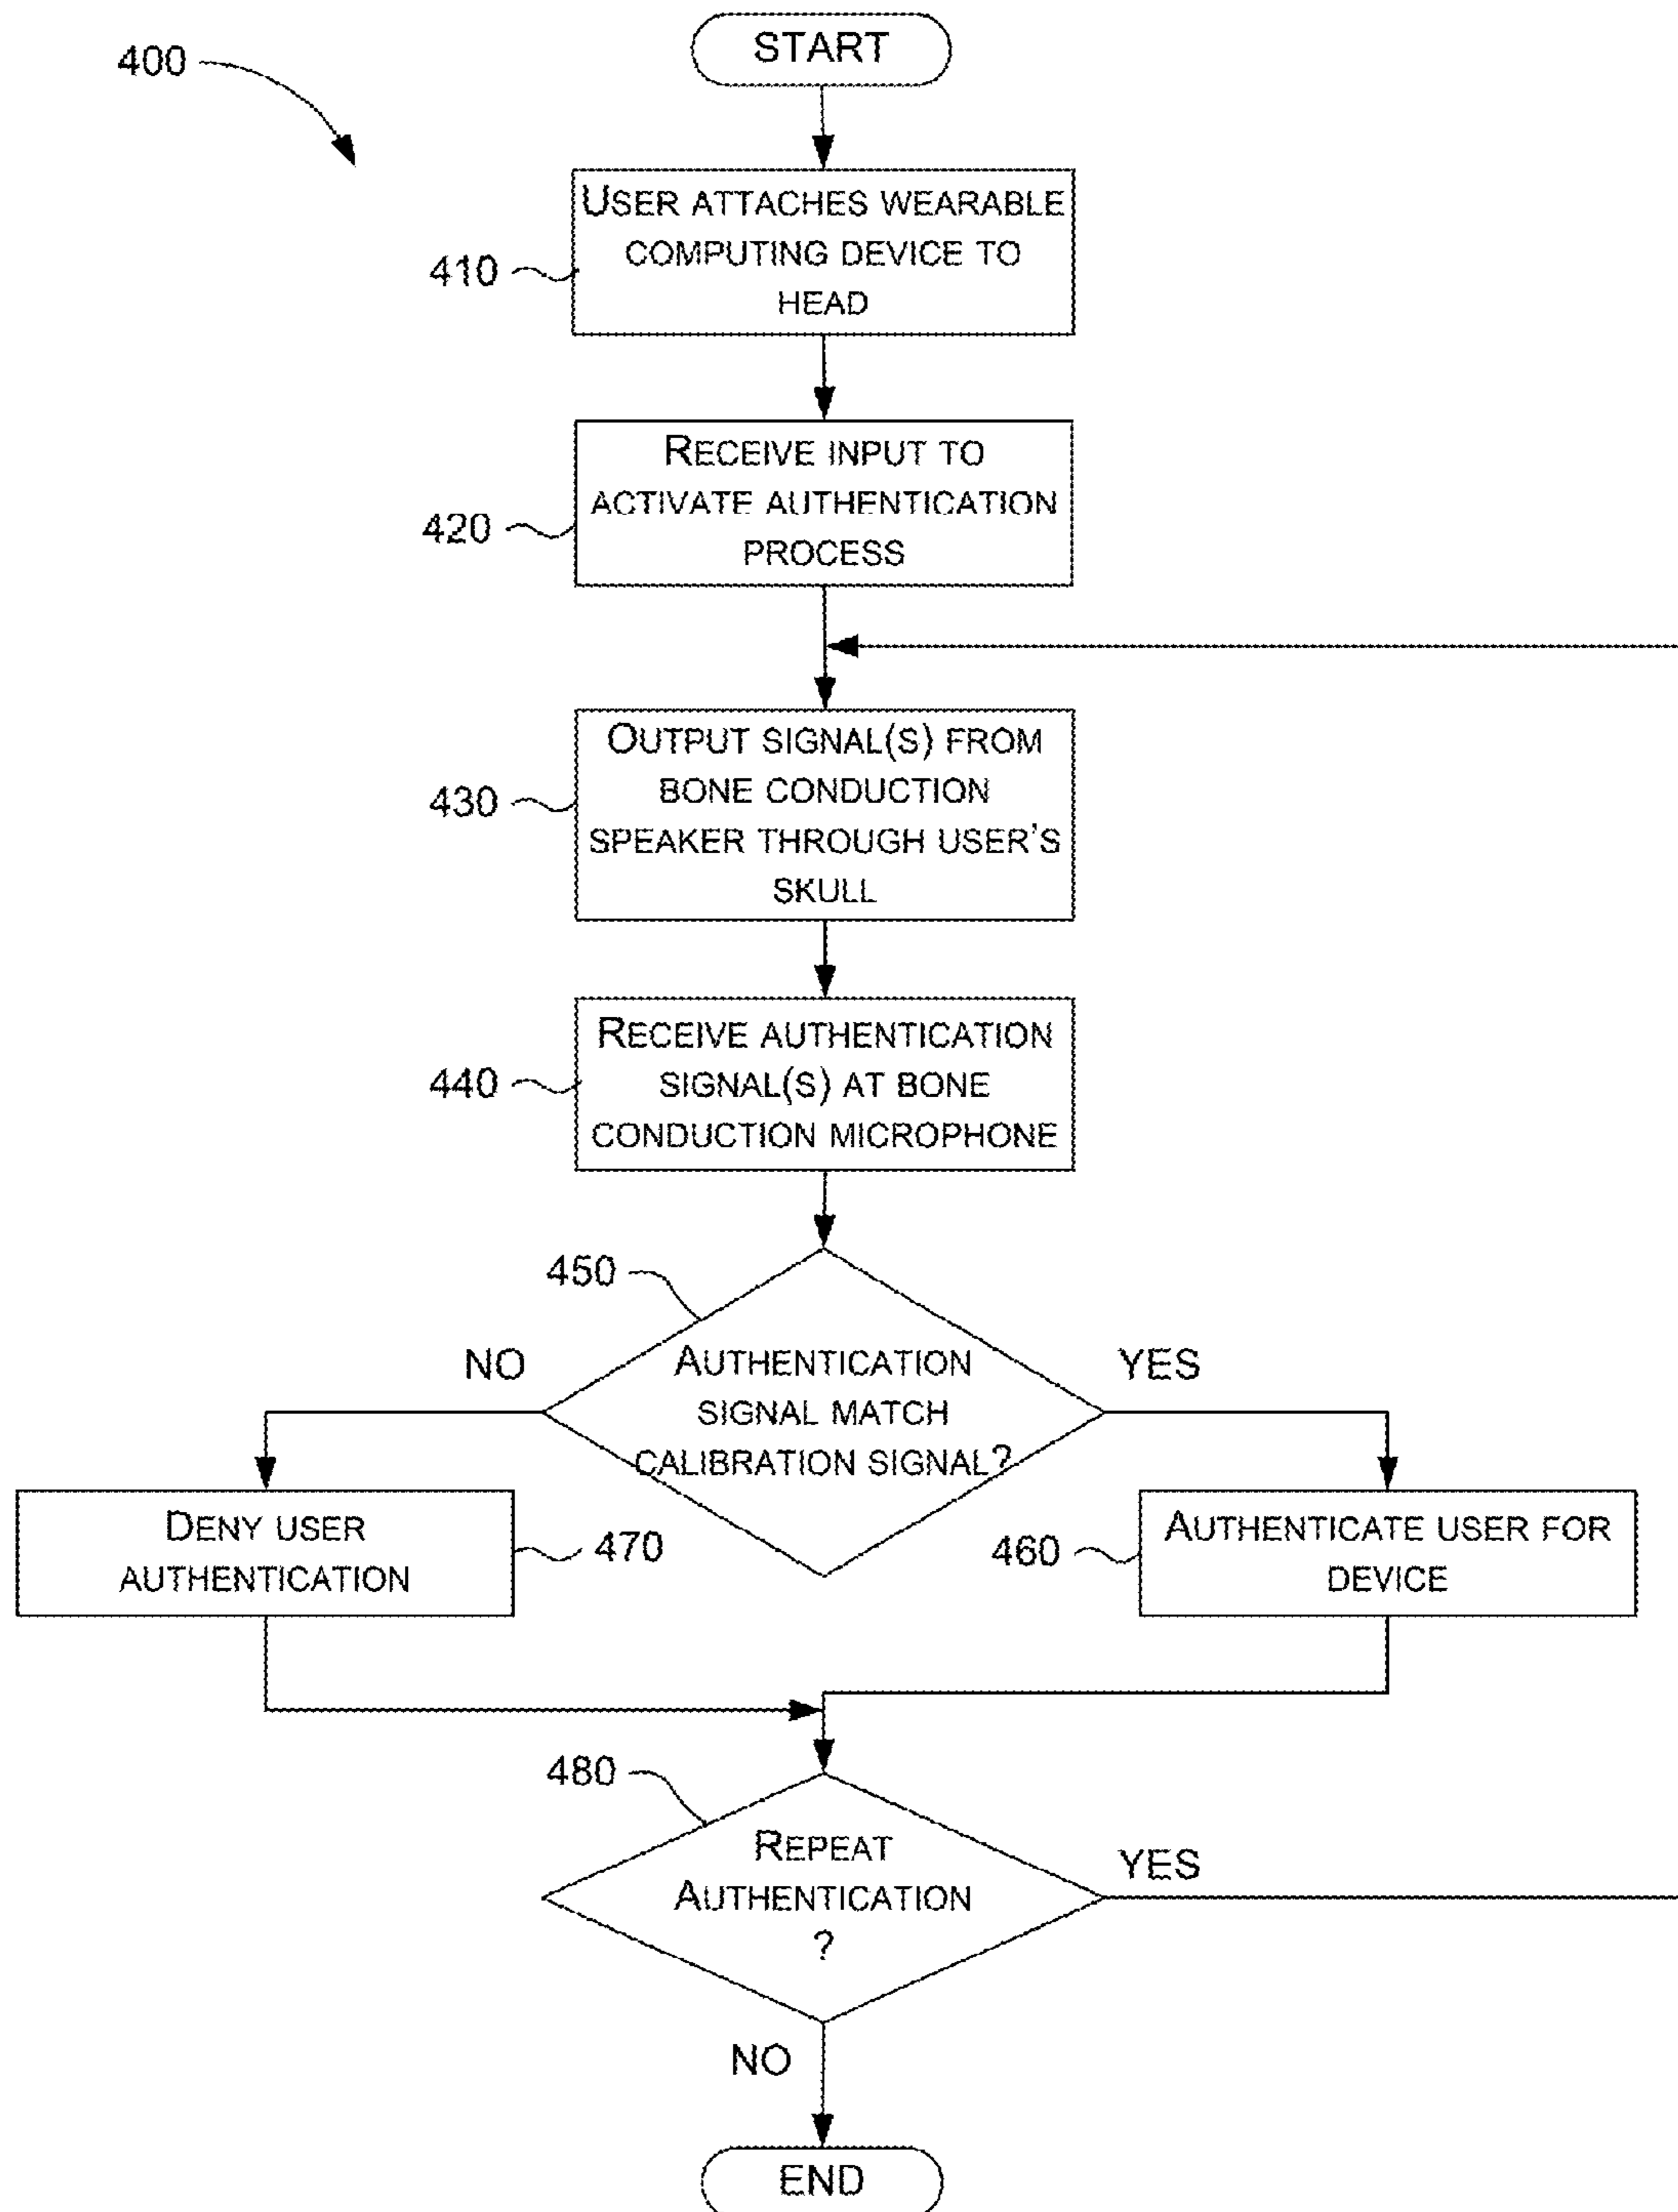 400
START
USER ATTACHES WEARABLE
COMPUTING DEVICE TO
HEAD
410
RECEIVE INPUT TO
ACTIVATE AUTHENTICATION
PROCESS
420
OUTPUT SIGNAL(S) FROM
BONE CONDUCTION
SPEAKER THROUGH USER'S
SKULL
430
RECEIVE AUTHENTICATION
SIGNAL(S) AT BONE
CONDUCTION MICROPHONE
440
450
NO
AUTHENTICATION
SIGNAL MATCH
CALIBRATION SIGNAL?
YES
DENY USER
AUTHENTICATION
470
460
AUTHENTICATE USER FOR
DEVICE
480
REPEAT
AUTHENTICATION
?
YES
NO
END